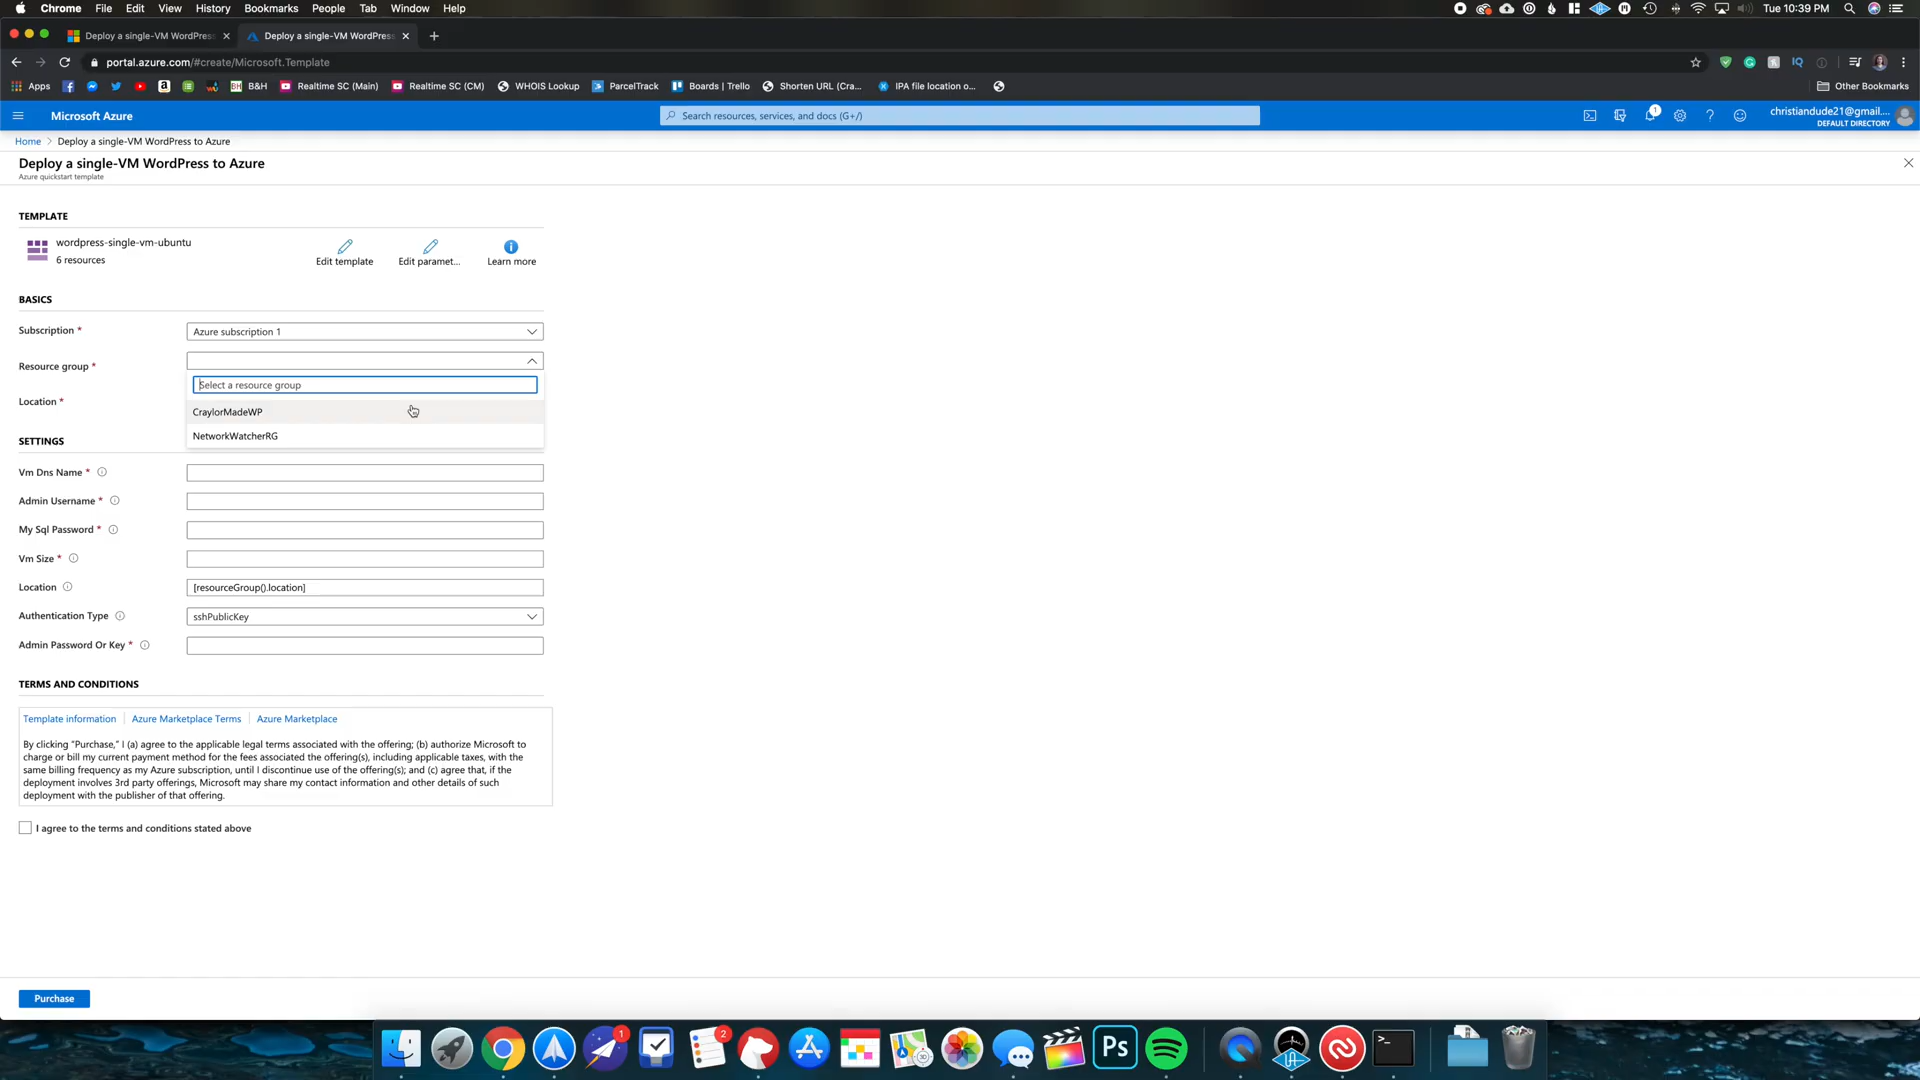 Chrome File Edit View History Bookmarks People Tab Window Help
Tue 10:39 PM
Deploy a single-VM WordPress
Deploy a single-VM WordPress
portal.azure.com/#create/Microsoft.Template
Apps B&H Realtime SC (Main) Realtime SC (CM) WHOIS Lookup ParcelTrack Boards | Trello Shorten URL (Cra... IPA file location o... Other Bookmarks
Microsoft Azure
Search resources, services, and docs (G+/)
1
christiandude21@gmail....
DEFAULT DIRECTORY
Home > Deploy a single-VM WordPress to Azure
Deploy a single-VM WordPress to Azure
Azure quickstart template
TEMPLATE
wordpress-single-vm-ubuntu
6 resources
Edit template
Edit paramet...
Learn more
BASICS
Subscription *
Azure subscription 1
Resource group *
Select a resource group
CraylorMadeWP
NetworkWatcherRG
Location *
SETTINGS
Vm Dns Name *
Admin Username *
My Sql Password *
Vm Size *
Location
[resourceGroup().location]
Authentication Type
sshPublicKey
Admin Password Or Key *
TERMS AND CONDITIONS
Template information | Azure Marketplace Terms | Azure Marketplace
By clicking "Purchase," I (a) agree to the applicable legal terms associated with the offering; (b) authorize Microsoft to
charge or bill my current payment method for the fees associated the offering(s), including applicable taxes, with the
same billing frequency as my Azure subscription, until I discontinue use of the offering(s); and (c) agree that, if the
deployment involves 3rd party offerings, Microsoft may share my contact information and other details of such
deployment with the publisher of that offering.
I agree to the terms and conditions stated above
Purchase
1
2
Ps